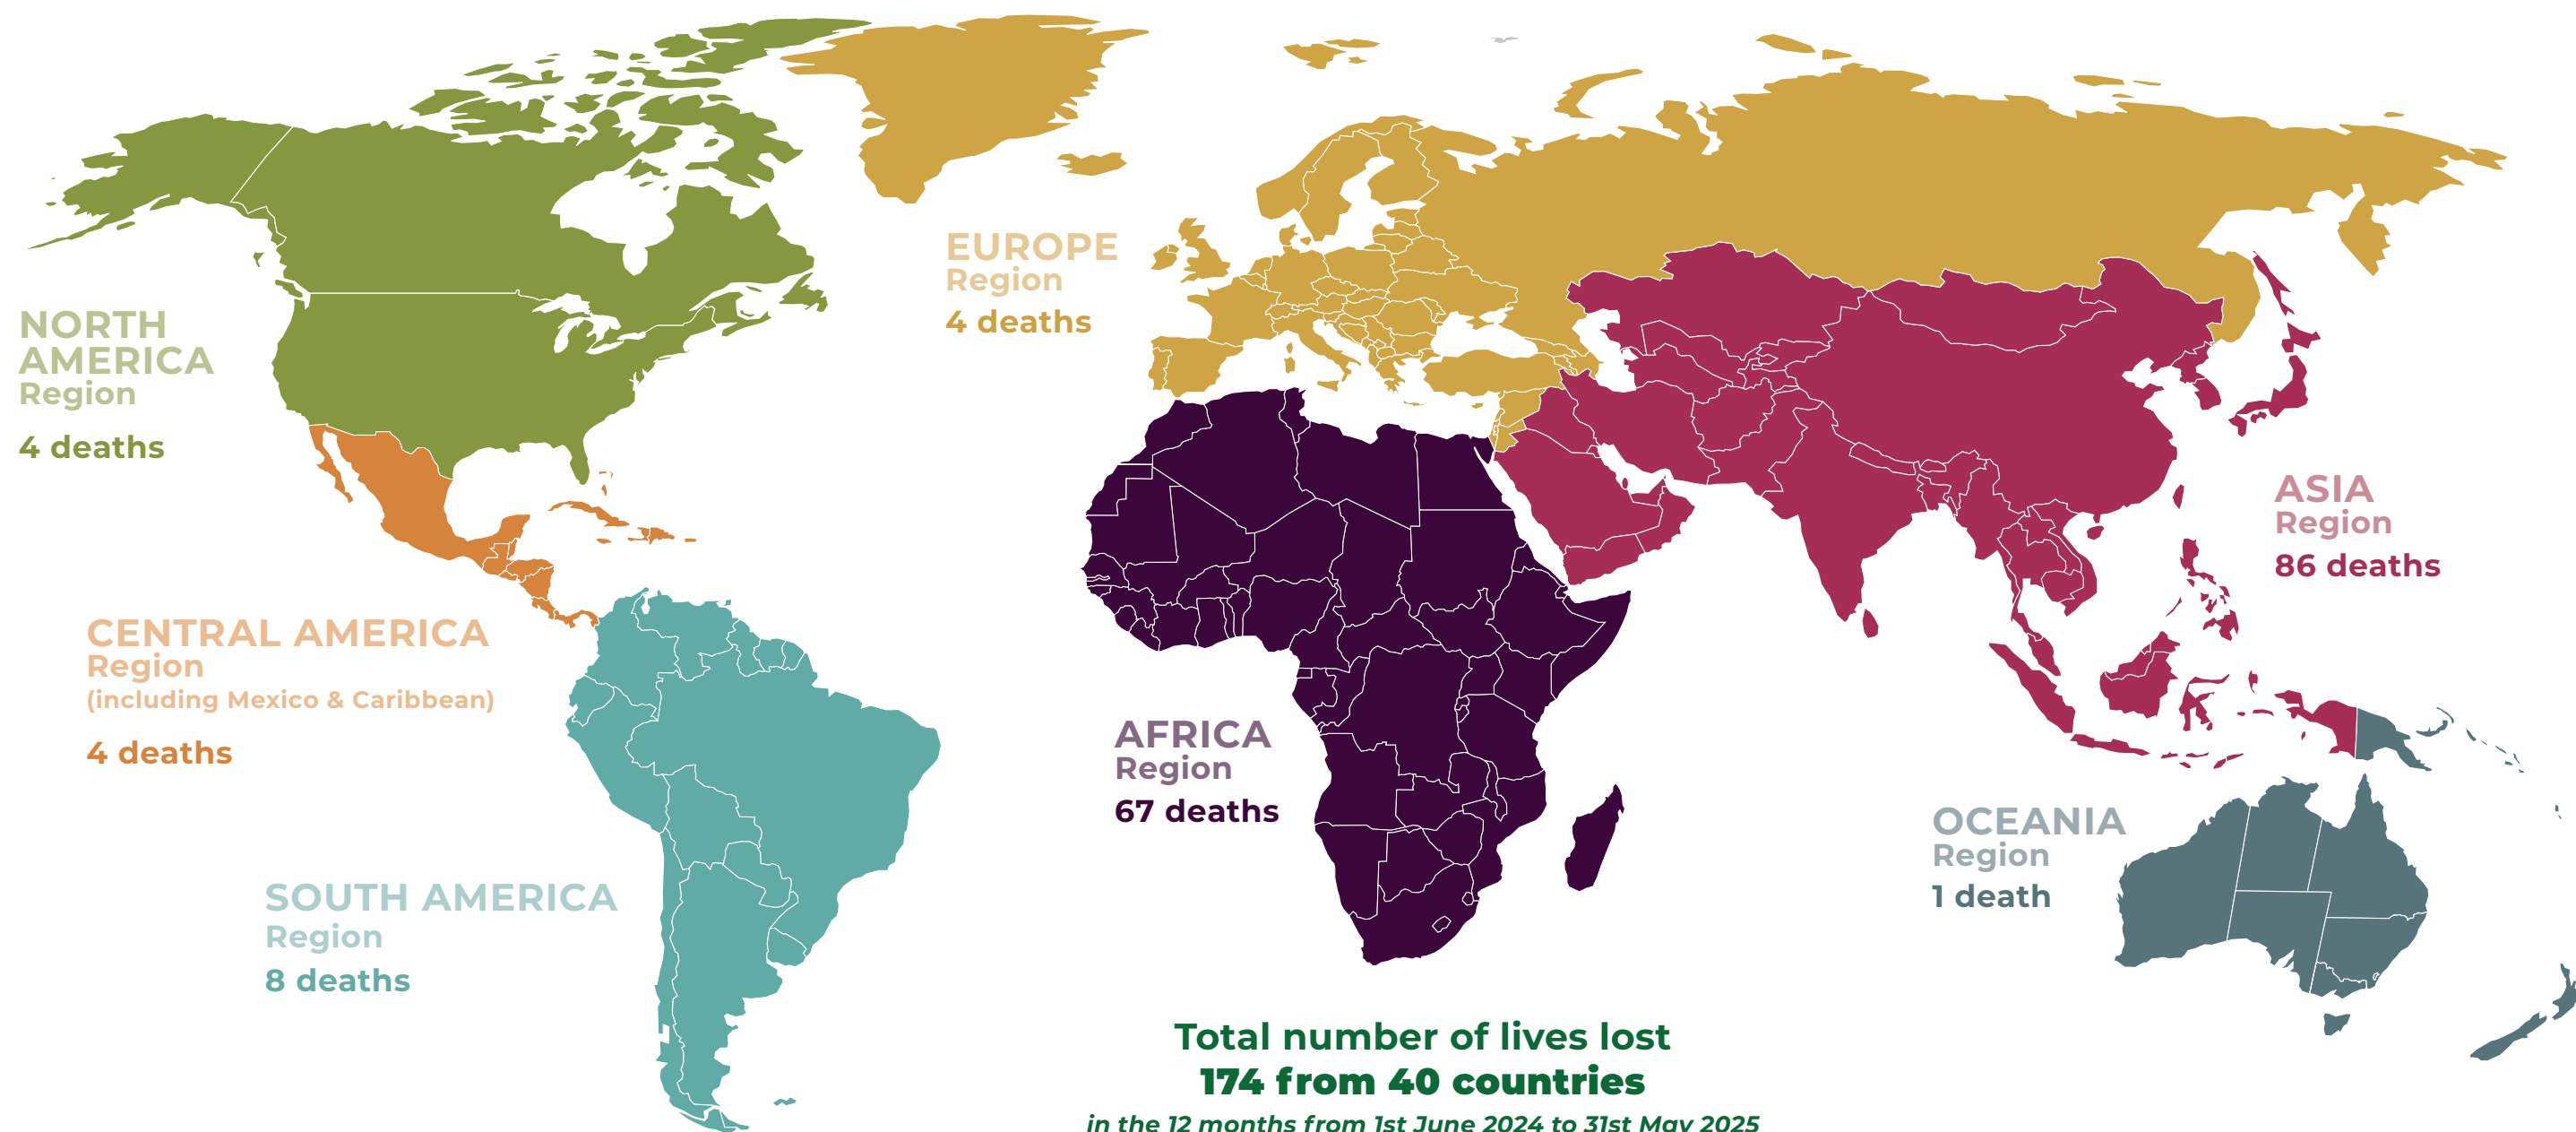 EUROPE
Region
4 deaths
NORTH
AMERICA
Region
4 deaths
ASIA
Region
86 deaths
CENTRAL AMERICA
Region
(including Mexico & Caribbean)
4 deaths
AFRICA
Region
67 deaths
OCEANIA
Region
1 death
SOUTH AMERICA
Region
8 deaths
Total number of lives lost
174 from 40 countries
in the 12 months from 1st June 2024 to 31st May 2025